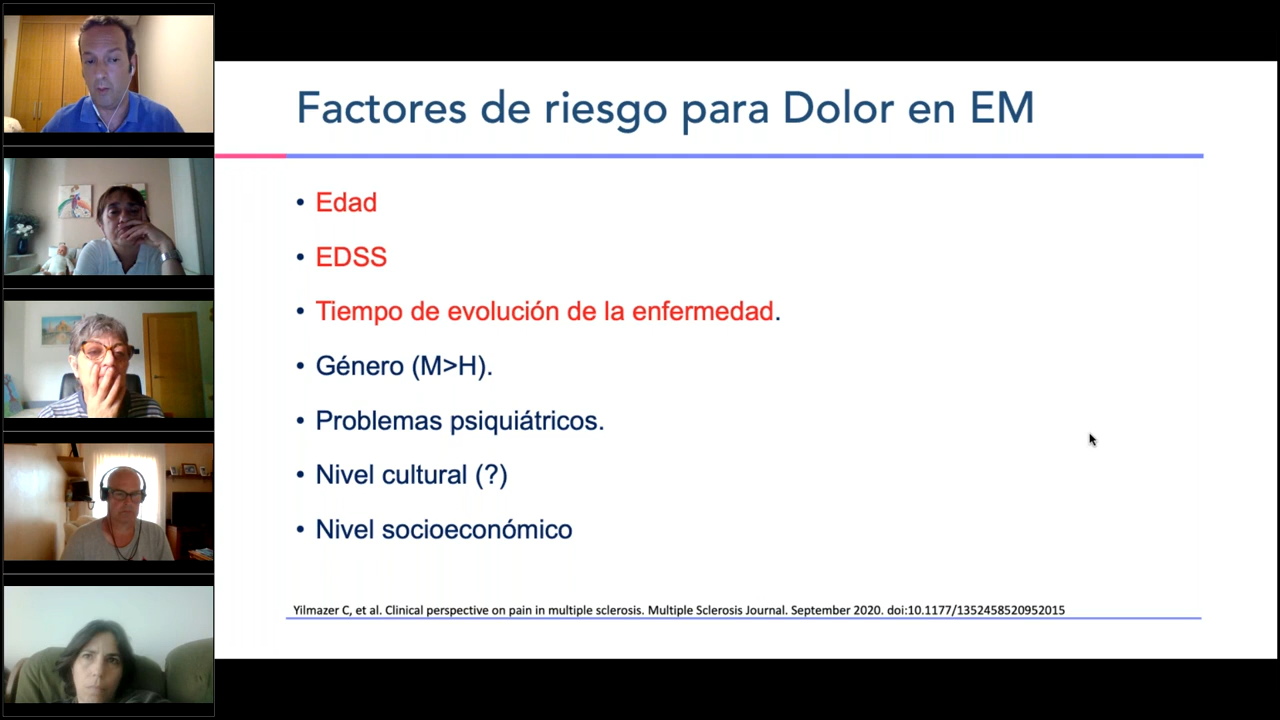 Factores de riesgo para Dolor en EM
• Edad
• EDSS
• Tiempo de evolución de la enfermedad.
• Género (M>H).
• Problemas psiquiátricos.
• Nivel cultural (?)
• Nivel socioeconómico
Yilmazer C, et al. Clinical perspective on pain in multiple sclerosis. Multiple Sclerosis Journal. September 2020. doi:10.1177/1352458520952015